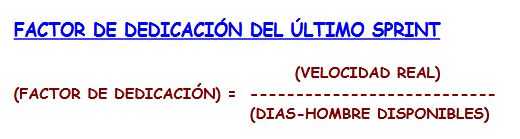 FACTOR DE DEDICACIÓN DEL ÚLTIMO SPRINT
(VELOCIDAD REAL)
(FACTOR DE DEDICACIÓN) = ---------------------------
(DIAS-HOMBRE DISPONIBLES)